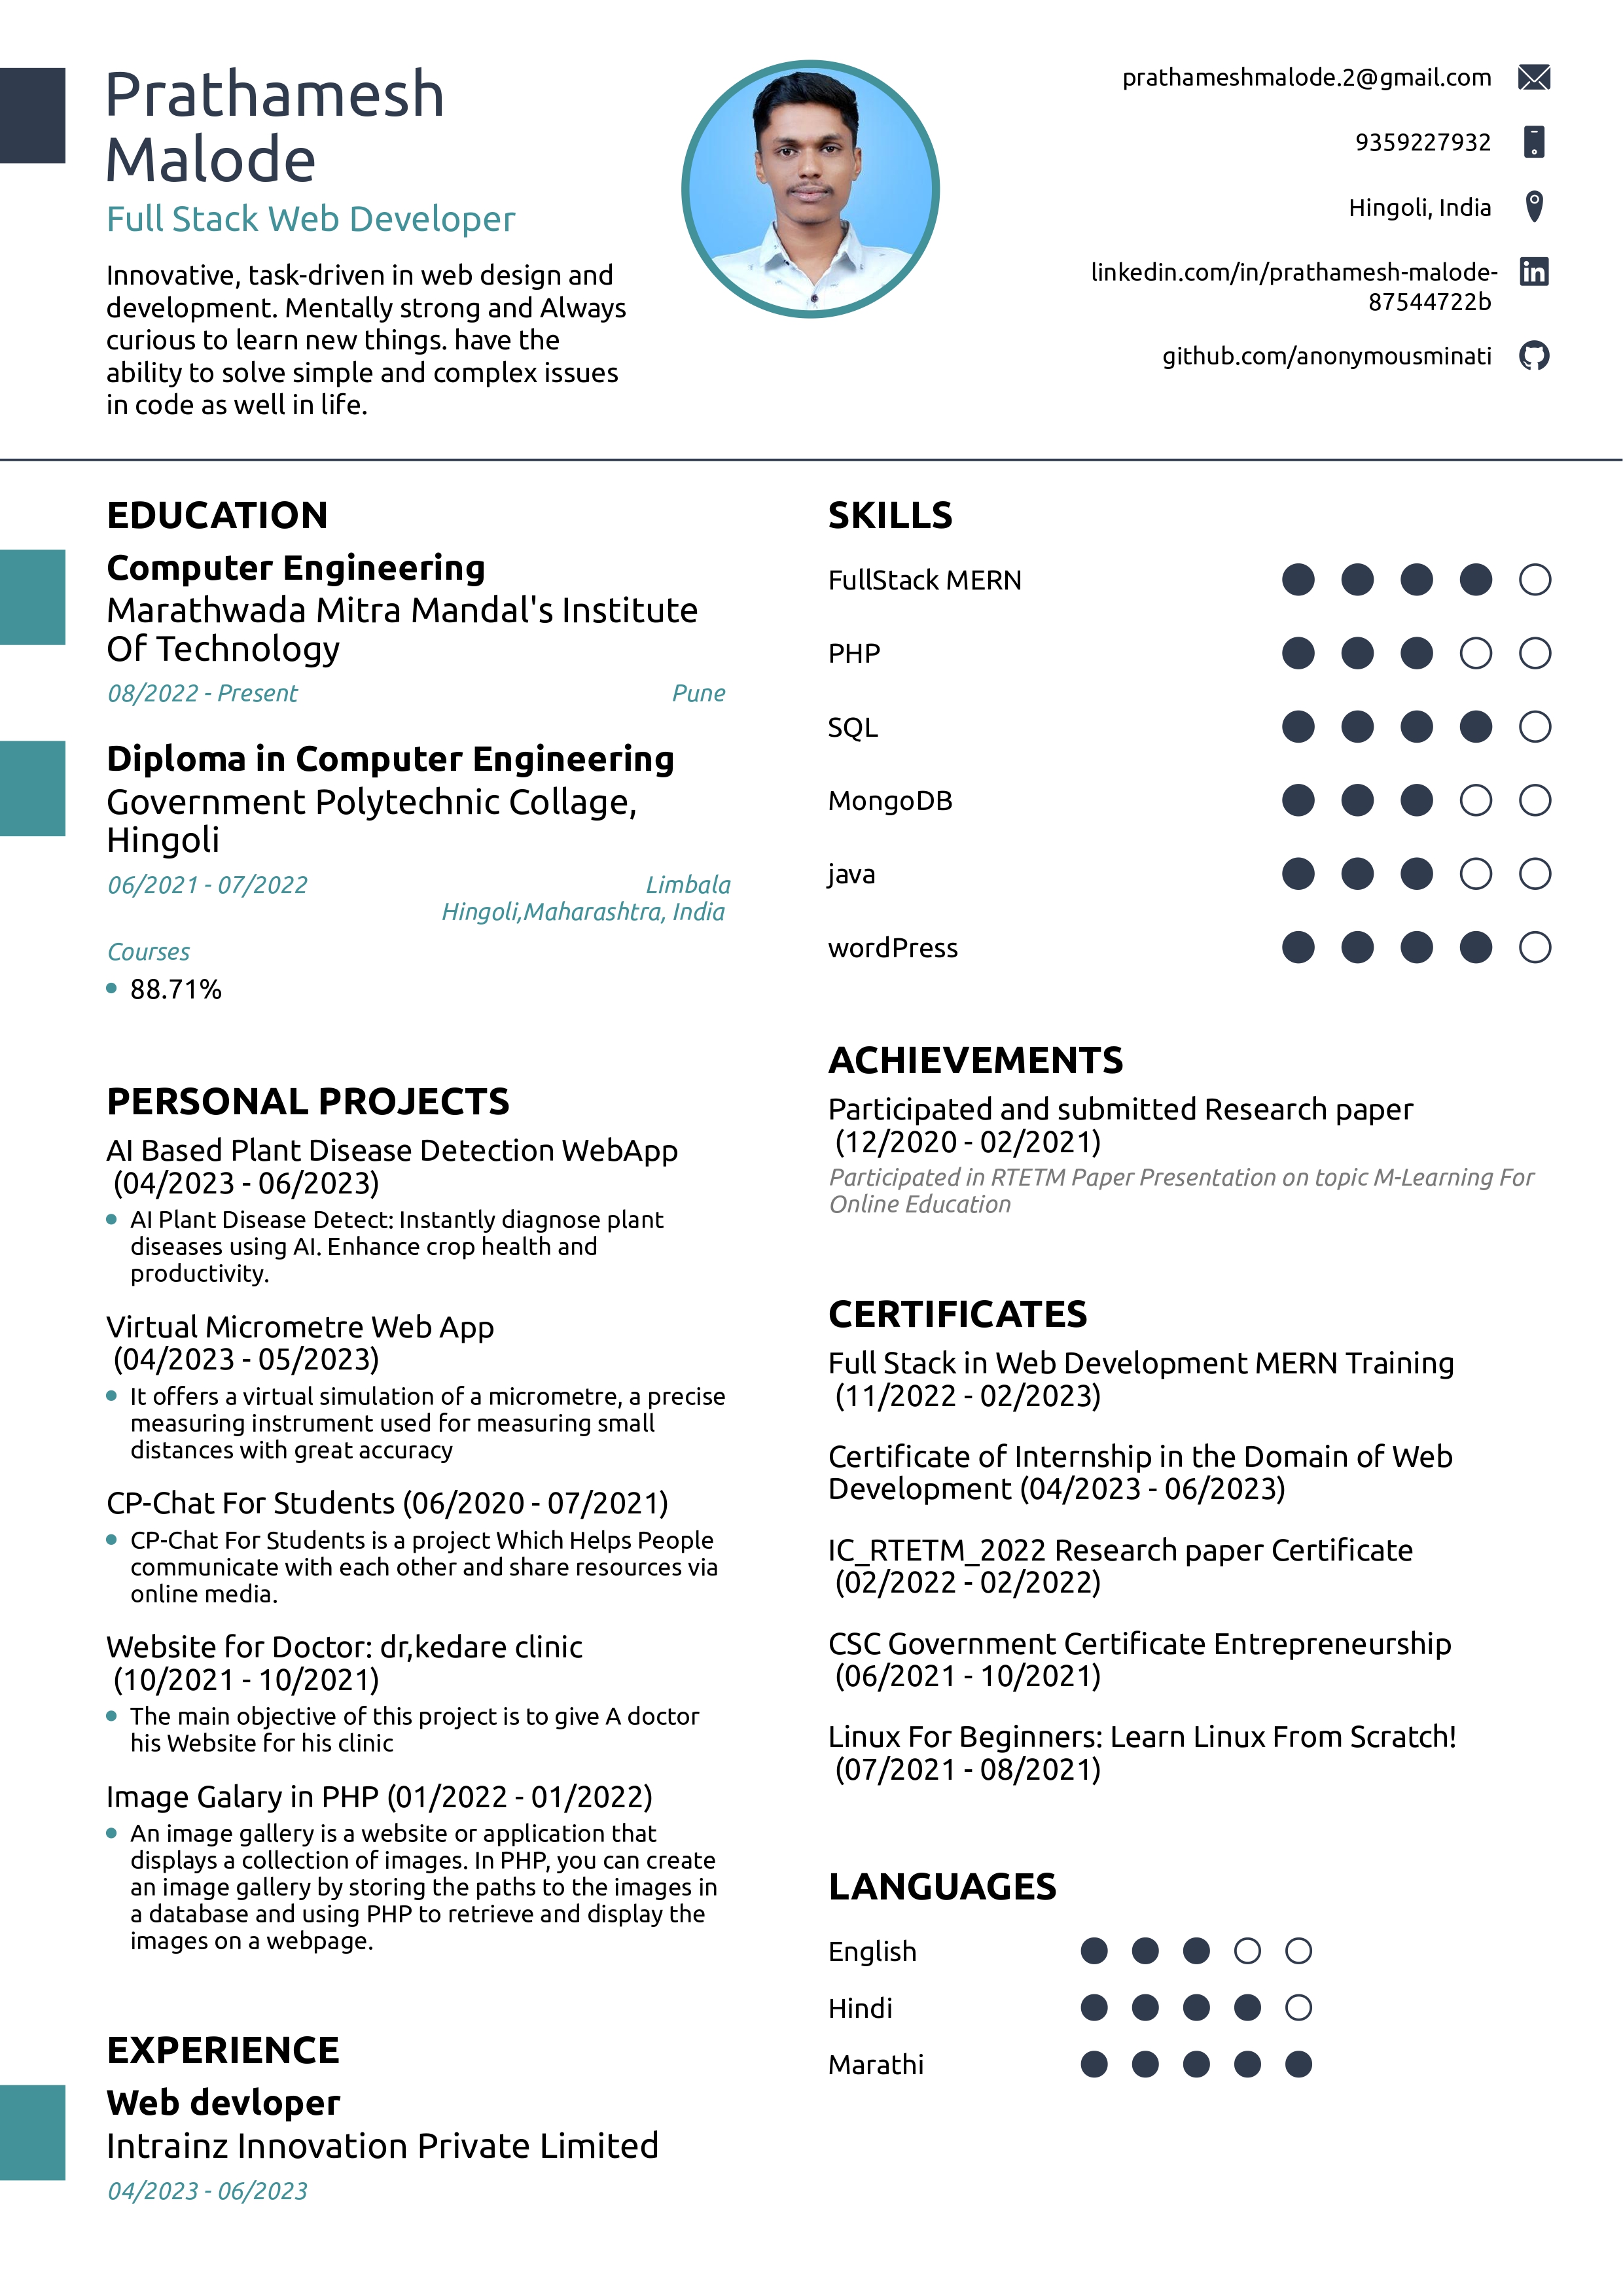 Prathamesh
Malode
Full Stack Web Developer
Innovative, task-driven in web design and
development. Mentally strong and Always
curious to learn new things. have the
ability to solve simple and complex issues
in code as well in life.
prathameshmalode.2@gmail.com
9359227932
Hingoli, India
linkedin.com/in/prathamesh-malode-
87544722b
github.com/anonymousminati
EDUCATION
Computer Engineering
Marathwada Mitra Mandal's Institute
Of Technology
08/2022 - Present Pune
Diploma in Computer Engineering
Government Polytechnic Collage,
Hingoli
06/2021 - 07/2022 Limbala
Hingoli,Maharashtra, India
Courses
88.71%
PERSONAL PROJECTS
AI Based Plant Disease Detection WebApp
(04/2023 - 06/2023)
AI Plant Disease Detect: Instantly diagnose plant
diseases using AI. Enhance crop health and
productivity.
Virtual Micrometre Web App
(04/2023 - 05/2023)
It offers a virtual simulation of a micrometre, a precise
measuring instrument used for measuring small
distances with great accuracy
CP-Chat For Students (06/2020 - 07/2021)
CP-Chat For Students is a project Which Helps People
communicate with each other and share resources via
online media.
Website for Doctor: dr,kedare clinic
(10/2021 - 10/2021)
The main objective of this project is to give A doctor
his Website for his clinic
Image Galary in PHP (01/2022 - 01/2022)
An image gallery is a website or application that
displays a collection of images. In PHP, you can create
an image gallery by storing the paths to the images in
a database and using PHP to retrieve and display the
images on a webpage.
EXPERIENCE
Web devloper
Intrainz Innovation Private Limited
04/2023 - 06/2023
SKILLS
FullStack MERN
PHP
SQL
MongoDB
java
wordPress
ACHIEVEMENTS
Participated and submitted Research paper
(12/2020 - 02/2021)
Participated in RTETM Paper Presentation on topic M-Learning For
Online Education
CERTIFICATES
Full Stack in Web Development MERN Training
(11/2022 - 02/2023)
Certificate of Internship in the Domain of Web
Development (04/2023 - 06/2023)
IC_RTETM_2022 Research paper Certificate
(02/2022 - 02/2022)
CSC Government Certificate Entrepreneurship
(06/2021 - 10/2021)
Linux For Beginners: Learn Linux From Scratch!
(07/2021 - 08/2021)
LANGUAGES
English
Hindi
Marathi